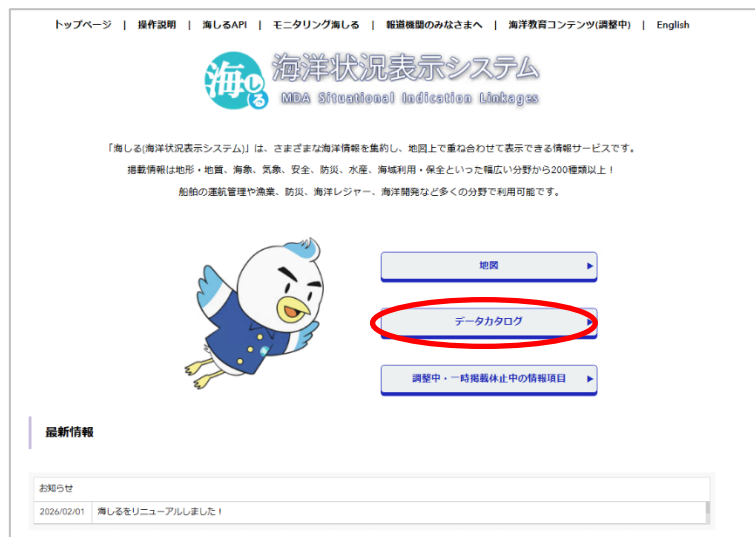 トップページ | 操作説明 | 海しるAPI | モニタリング海しる | 報道機関のみなさまへ | 海洋教育コンテンツ(調整中) | English
海しる
海洋状況表示システム
MDA Situational Indication Linkages
「海しる(海洋状況表示システム)」は、さまざまな海洋情報を集約し、地図上で重ね合わせて表示できる情報サービスです。
掲載情報は地形・地質、海象、気象、安全、防災、水産、海域利用・保全といった幅広い分野から200種類以上！
船舶の運航管理や漁業、防災、海洋レジャー、海洋開発など多くの分野で利用可能です。
地図
データカタログ
調整中・一時掲載休止中の情報項目
最新情報
お知らせ
2026/02/01 海しるをリニューアルしました！